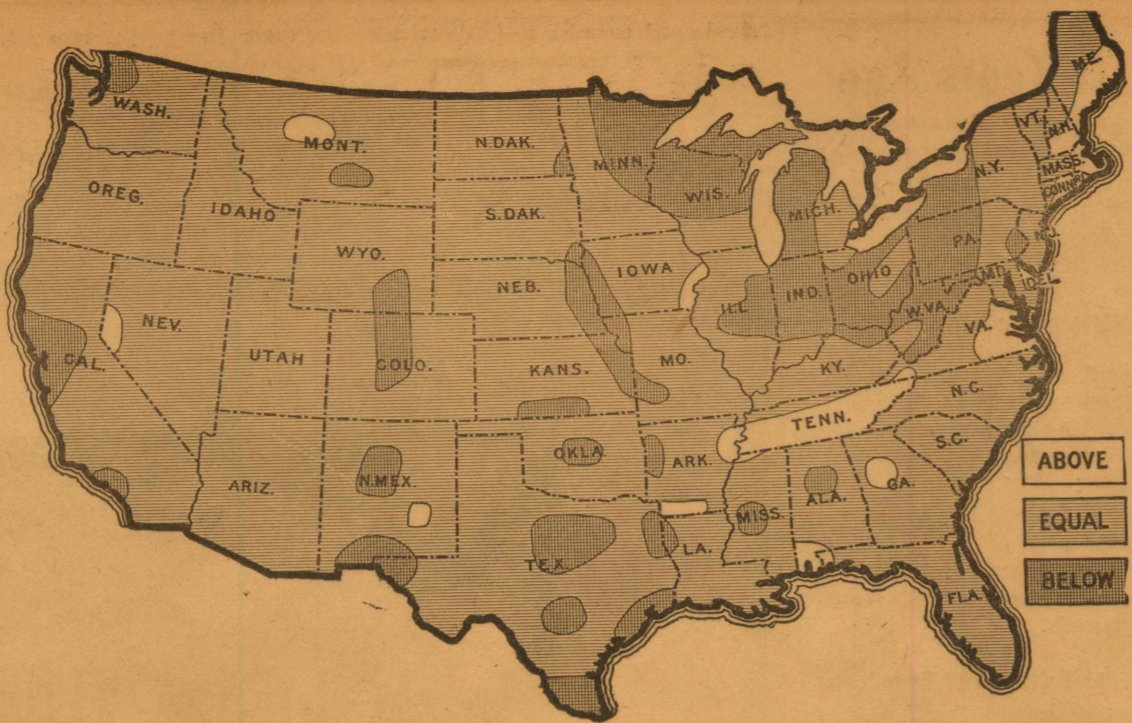 WASH.
MONT.
N.DAK.
MINN.
ME.
VT.
N.H.
OREG.
IDAHO
S.DAK.
WIS.
MICH.
N.Y.
MASS.
CONN.
WYO.
IOWA
PA.
NEB.
NEV.
UTAH
COLO.
CAL.
KANS.
MO.
ILL.
IND.
OHIO
W.VA.
MD.
DEL.
VA.
KY.
N.C.
TENN.
S.C.
ARIZ.
N.MEX.
OKLA.
ARK.
MISS.
ALA.
GA.
TEX.
LA.
FLA.
ABOVE
EQUAL
BELOW